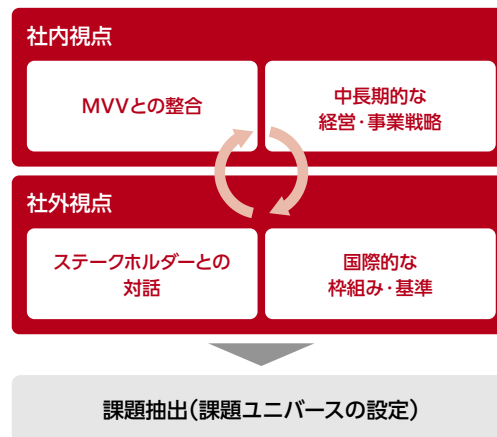 社内視点
MVVとの整合
中長期的な
経営・事業戦略
社外視点
ステークホルダーとの
対話
国際的な
枠組み・基準
課題抽出(課題ユニバースの設定)